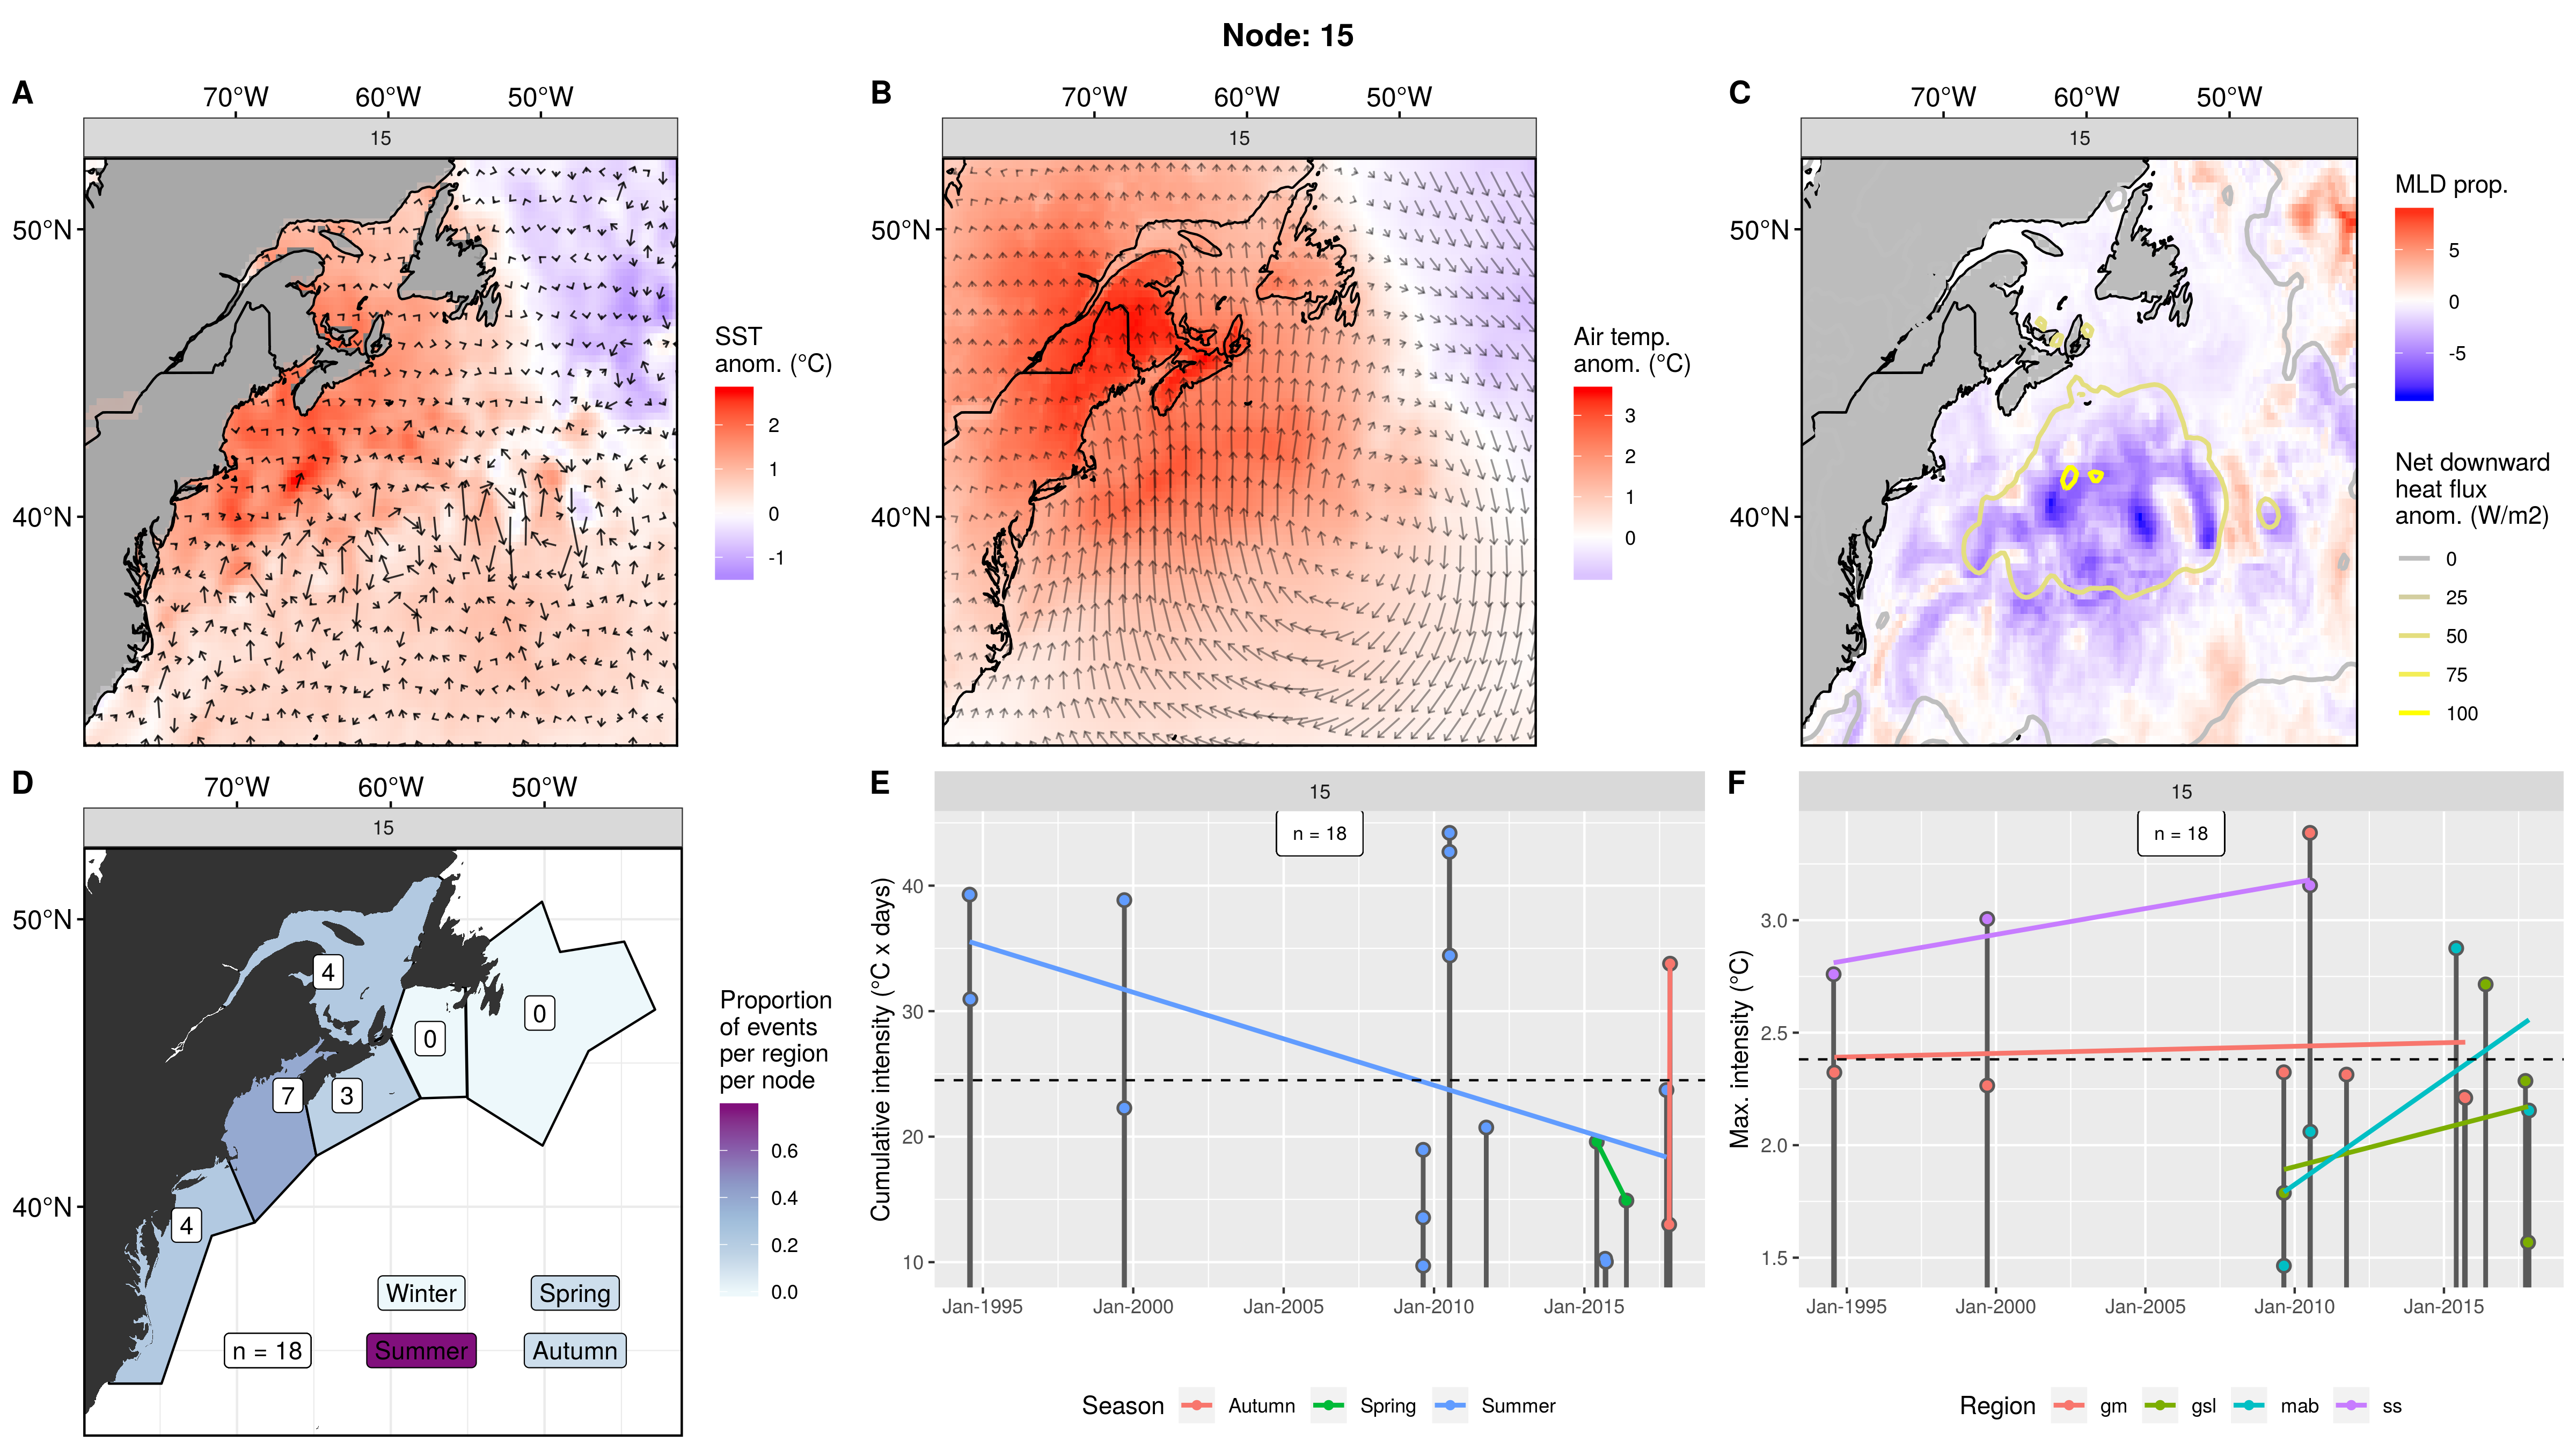 Node: 15
A
70°W 60°W 50°W
15
50°N
40°N
SST
anom. (°C)
2
1
0
-1
B
70°W 60°W 50°W
15
50°N
40°N
Air temp.
anom. (°C)
3
2
1
0
C
70°W 60°W 50°W
15
50°N
40°N
MLD prop.
5
0
-5
Net downward
heat flux
anom. (W/m2)
0
25
50
75
100
D
70°W 60°W 50°W
15
50°N
40°N
4
0
0
7
3
4
Winter
Spring
n = 18
Summer
Autumn
Proportion
of events
per region
per node
0.6
0.4
0.2
0.0
E
15
n = 18
Cumulative intensity (°C x days)
40
30
20
10
Jan-1995 Jan-2000 Jan-2005 Jan-2010 Jan-2015
Season Autumn Spring Summer
F
15
n = 18
Max. intensity (°C)
3.0
2.5
2.0
1.5
Jan-1995 Jan-2000 Jan-2005 Jan-2010 Jan-2015
Region gm gsl mab ss